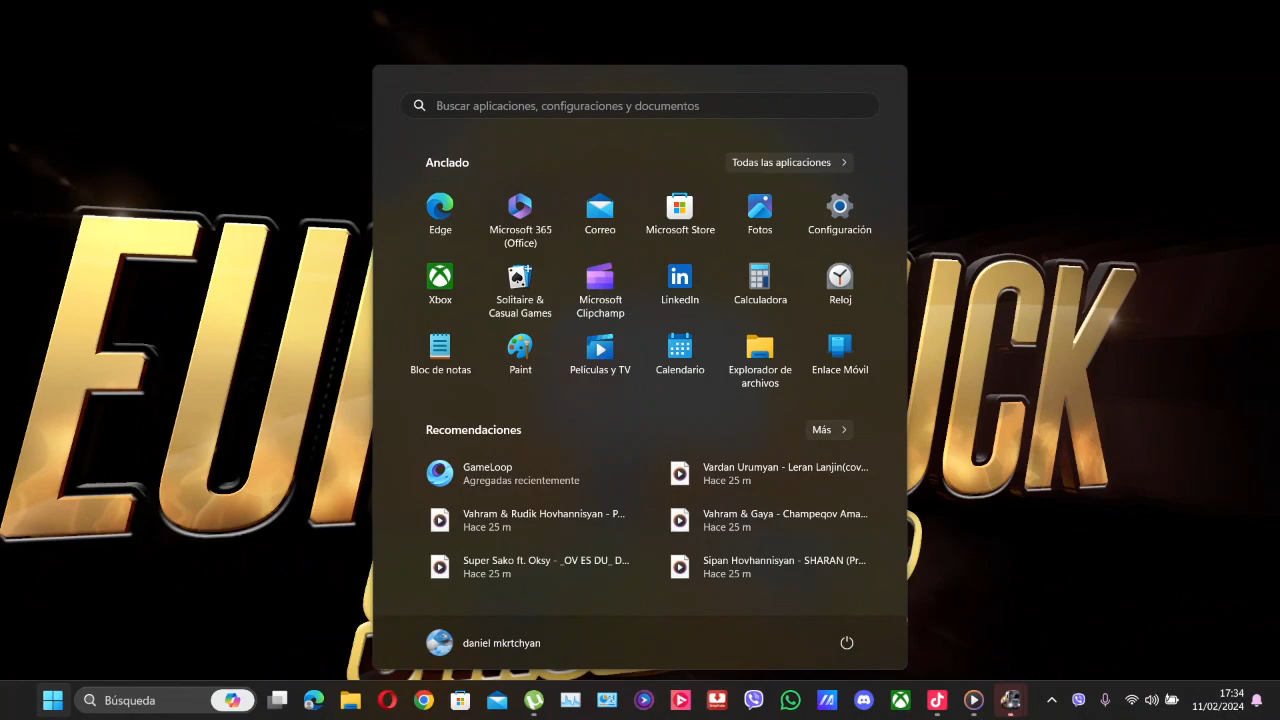 Buscar aplicaciones, configuraciones y documentos
Anclado
Todas las aplicaciones
Edge
Microsoft 365
(Office)
Correo
Microsoft Store
Fotos
Configuración
Xbox
Solitaire &
Casual Games
Microsoft
Clipchamp
LinkedIn
Calculadora
Reloj
Bloc de notas
Paint
Películas y TV
Calendario
Explorador de
archivos
Enlace Móvil
Recomendaciones
Más
GameLoop
Agregadas recientemente
Vardan Urumyan - Leran Lanjin(cov...
Hace 25 m
Vahram & Rudik Hovhannisyan - P...
Hace 25 m
Vahram & Gaya - Champeqov Ama...
Hace 25 m
Super Sako ft. Oksy - _OV ES DU_ D...
Hace 25 m
Sipan Hovhannisyan - SHARAN (Pr...
Hace 25 m
daniel mkrtchyan
Búsqueda
17:34
11/02/2024